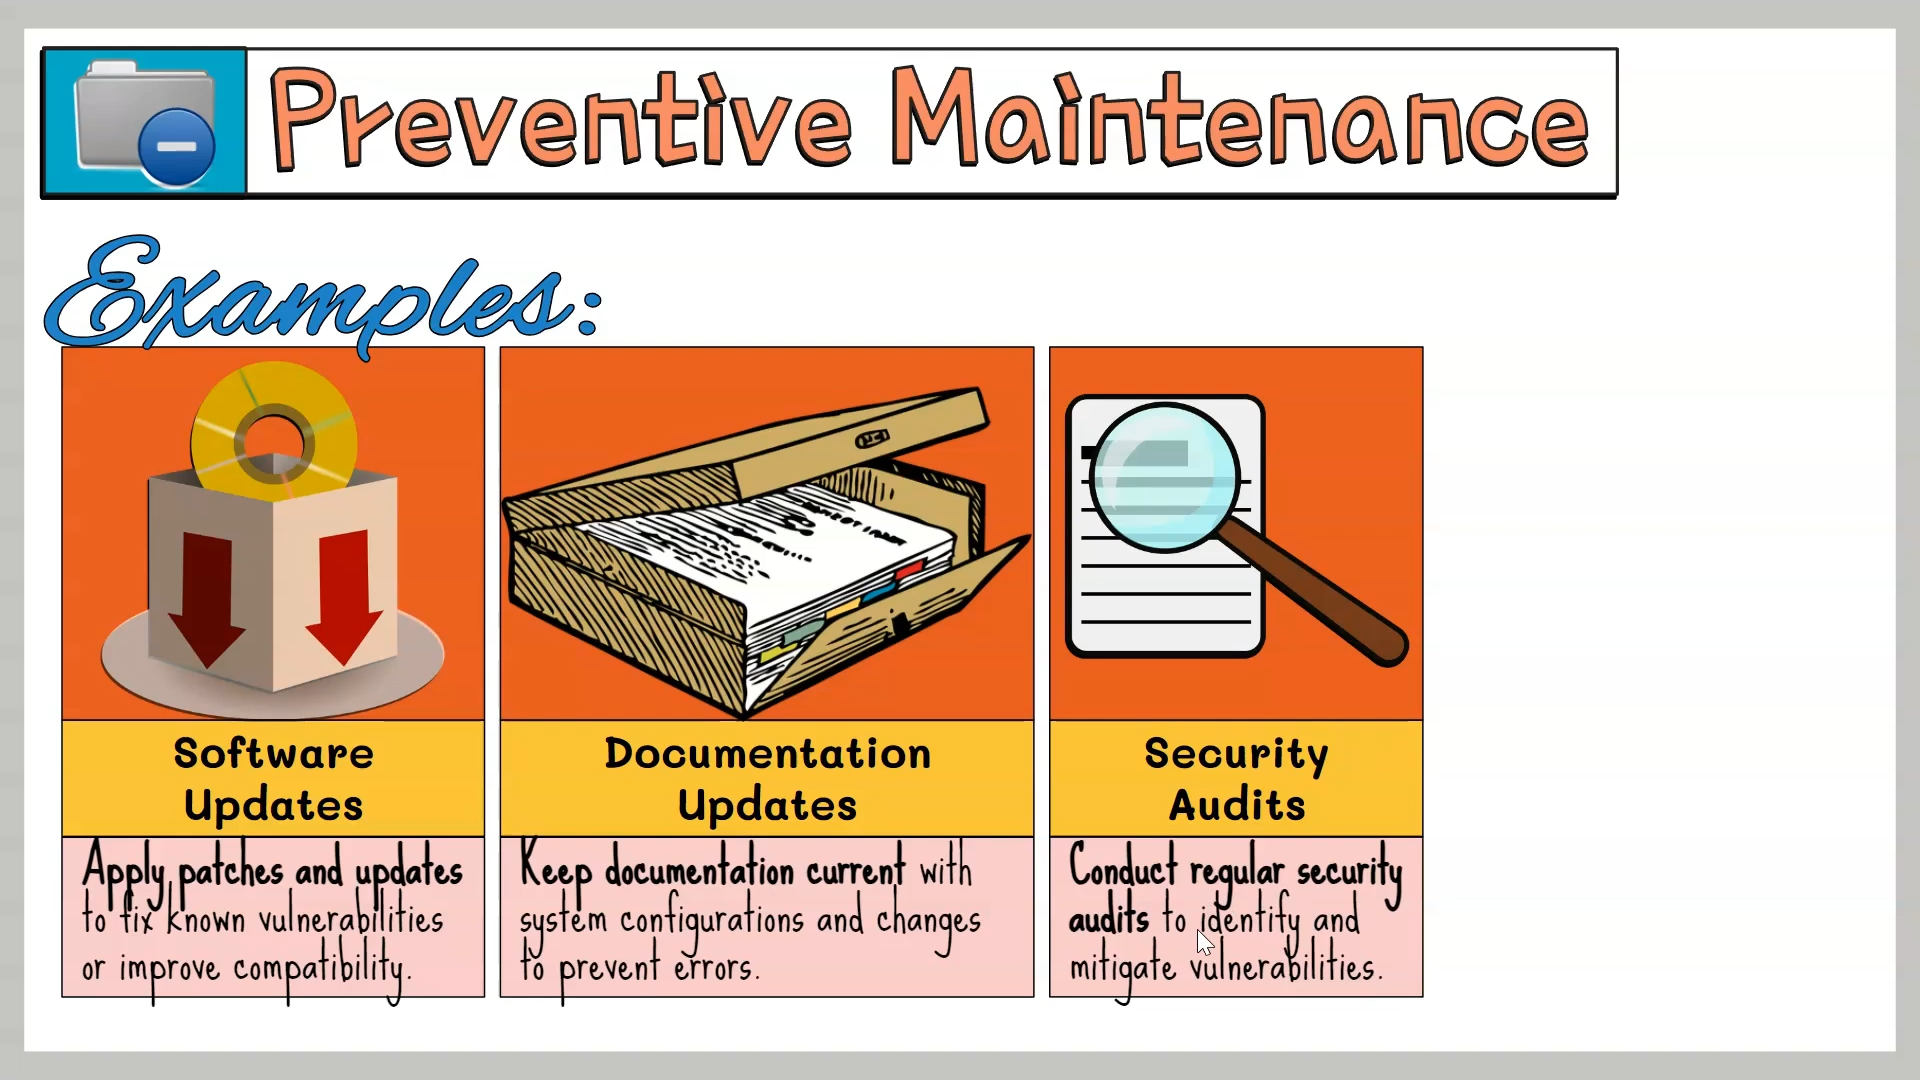 Preventive Maintenance
Examples:
Software
Updates
Apply patches and updates
to fix known vulnerabilities
or improve compatibility.
Documentation
Updates
Keep documentation current with
system configurations and changes
to prevent errors.
Security
Audits
Conduct regular security
audits to identify and
mitigate vulnerabilities.